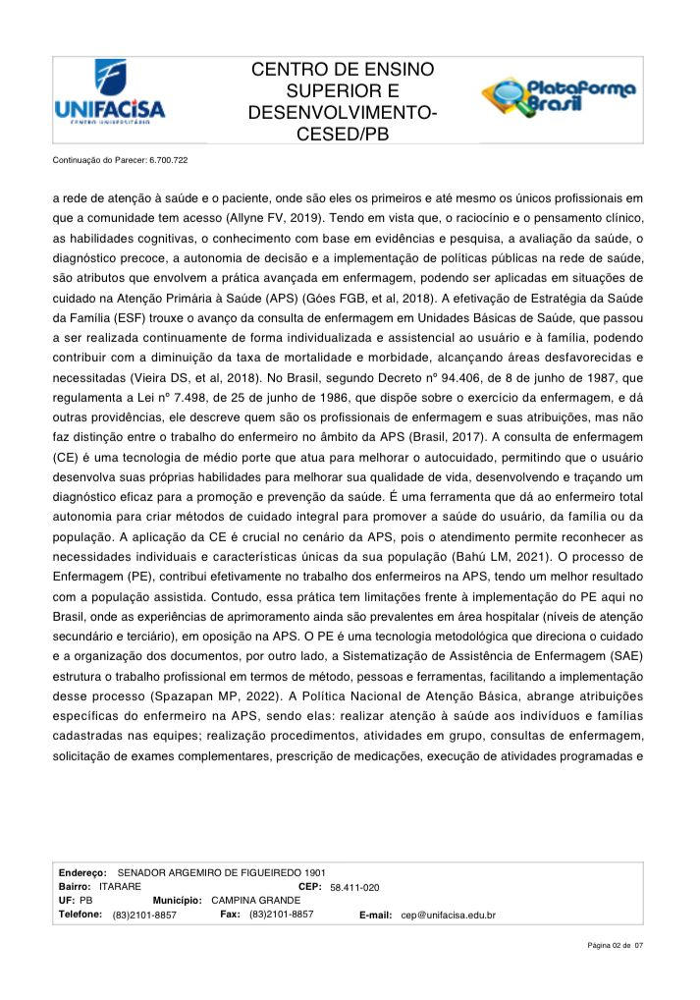 UNIFACISA
CENTRO UNIVERSITÁRIO
CENTRO DE ENSINO
SUPERIOR E
DESENVOLVIMENTO-
CESED/PB
Plataforma
Brasil
Continuação do Parecer: 6.700.722
a rede de atenção à saúde e o paciente, onde são eles os primeiros e até mesmo os únicos profissionais em
que a comunidade tem acesso (Allyne FV, 2019). Tendo em vista que, o raciocínio e o pensamento clínico,
as habilidades cognitivas, o conhecimento com base em evidências e pesquisa, a avaliação da saúde, o
diagnóstico precoce, a autonomia de decisão e a implementação de políticas públicas na rede de saúde,
são atributos que envolvem a prática avançada em enfermagem, podendo ser aplicadas em situações de
cuidado na Atenção Primária à Saúde (APS) (Góes FGB, et al, 2018). A efetivação de Estratégia da Saúde
da Família (ESF) trouxe o avanço da consulta de enfermagem em Unidades Básicas de Saúde, que passou
a ser realizada continuamente de forma individualizada e assistencial ao usuário e à família, podendo
contribuir com a diminuição da taxa de mortalidade e morbidade, alcançando áreas desfavorecidas e
necessitadas (Vieira DS, et al, 2018). No Brasil, segundo Decreto nº 94.406, de 8 de junho de 1987, que
regulamenta a Lei nº 7.498, de 25 de junho de 1986, que dispõe sobre o exercício da enfermagem, e dá
outras providências, ele descreve quem são os profissionais de enfermagem e suas atribuições, mas não
faz distinção entre o trabalho do enfermeiro no âmbito da APS (Brasil, 2017). A consulta de enfermagem
(CE) é uma tecnologia de médio porte que atua para melhorar o autocuidado, permitindo que o usuário
desenvolva suas próprias habilidades para melhorar sua qualidade de vida, desenvolvendo e traçando um
diagnóstico eficaz para a promoção e prevenção da saúde. É uma ferramenta que dá ao enfermeiro total
autonomia para criar métodos de cuidado integral para promover a saúde do usuário, da família ou da
população. A aplicação da CE é crucial no cenário da APS, pois o atendimento permite reconhecer as
necessidades individuais e características únicas da sua população (Bahú LM, 2021). O processo de
Enfermagem (PE), contribui efetivamente no trabalho dos enfermeiros na APS, tendo um melhor resultado
com a população assistida. Contudo, essa prática tem limitações frente à implementação do PE aqui no
Brasil, onde as experiências de aprimoramento ainda são prevalentes em área hospitalar (níveis de atenção
secundário e terciário), em oposição na APS. O PE é uma tecnologia metodológica que direciona o cuidado
e a organização dos documentos, por outro lado, a Sistematização de Assistência de Enfermagem (SAE)
estrutura o trabalho profissional em termos de método, pessoas e ferramentas, facilitando a implementação
desse processo (Spazapan MP, 2022). A Política Nacional de Atenção Básica, abrange atribuições
específicas do enfermeiro na APS, sendo elas: realizar atenção à saúde aos indivíduos e famílias
cadastradas nas equipes; realização procedimentos, atividades em grupo, consultas de enfermagem,
solicitação de exames complementares, prescrição de medicações, execução de atividades programadas e
Endereço: SENADOR ARGEMIRO DE FIGUEIREDO 1901
Bairro: ITARARE CEP: 58.411-020
UF: PB Município: CAMPINA GRANDE
Telefone: (83)2101-8857 Fax: (83)2101-8857 E-mail: cep@unifacisa.edu.br
Página 02 de 07